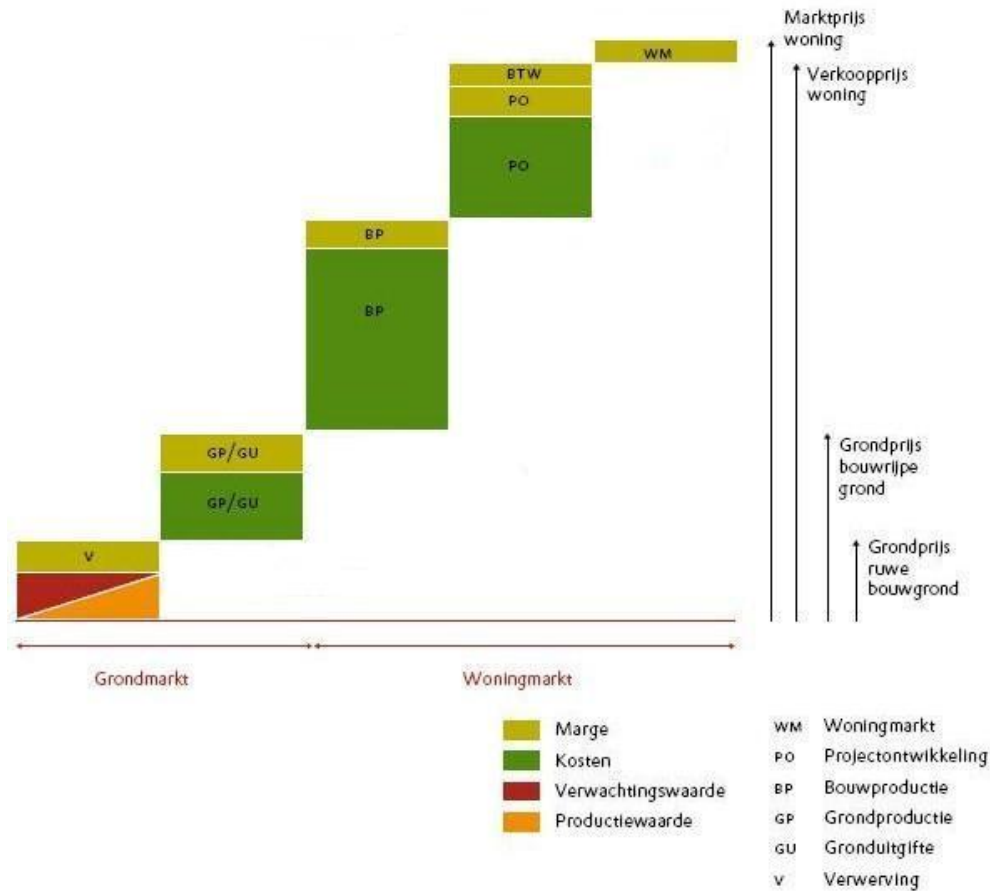 Marktprijs
woning
Verkoopprijs
woning
WM
BTW
PO
PO
BP
BP
GP/GU
GP/GU
V
Grondprijs
bouwrijpe
grond
Grondprijs
ruwe
bouwgrond
Grondmarkt
Woningmarkt
Marge
Kosten
Verwachtingswaarde
Productiewaarde
WM Woningmarkt
PO Projectontwikkeling
BP Bouwproductie
GP Grondproductie
GU Gronduitgifte
V Verwerving